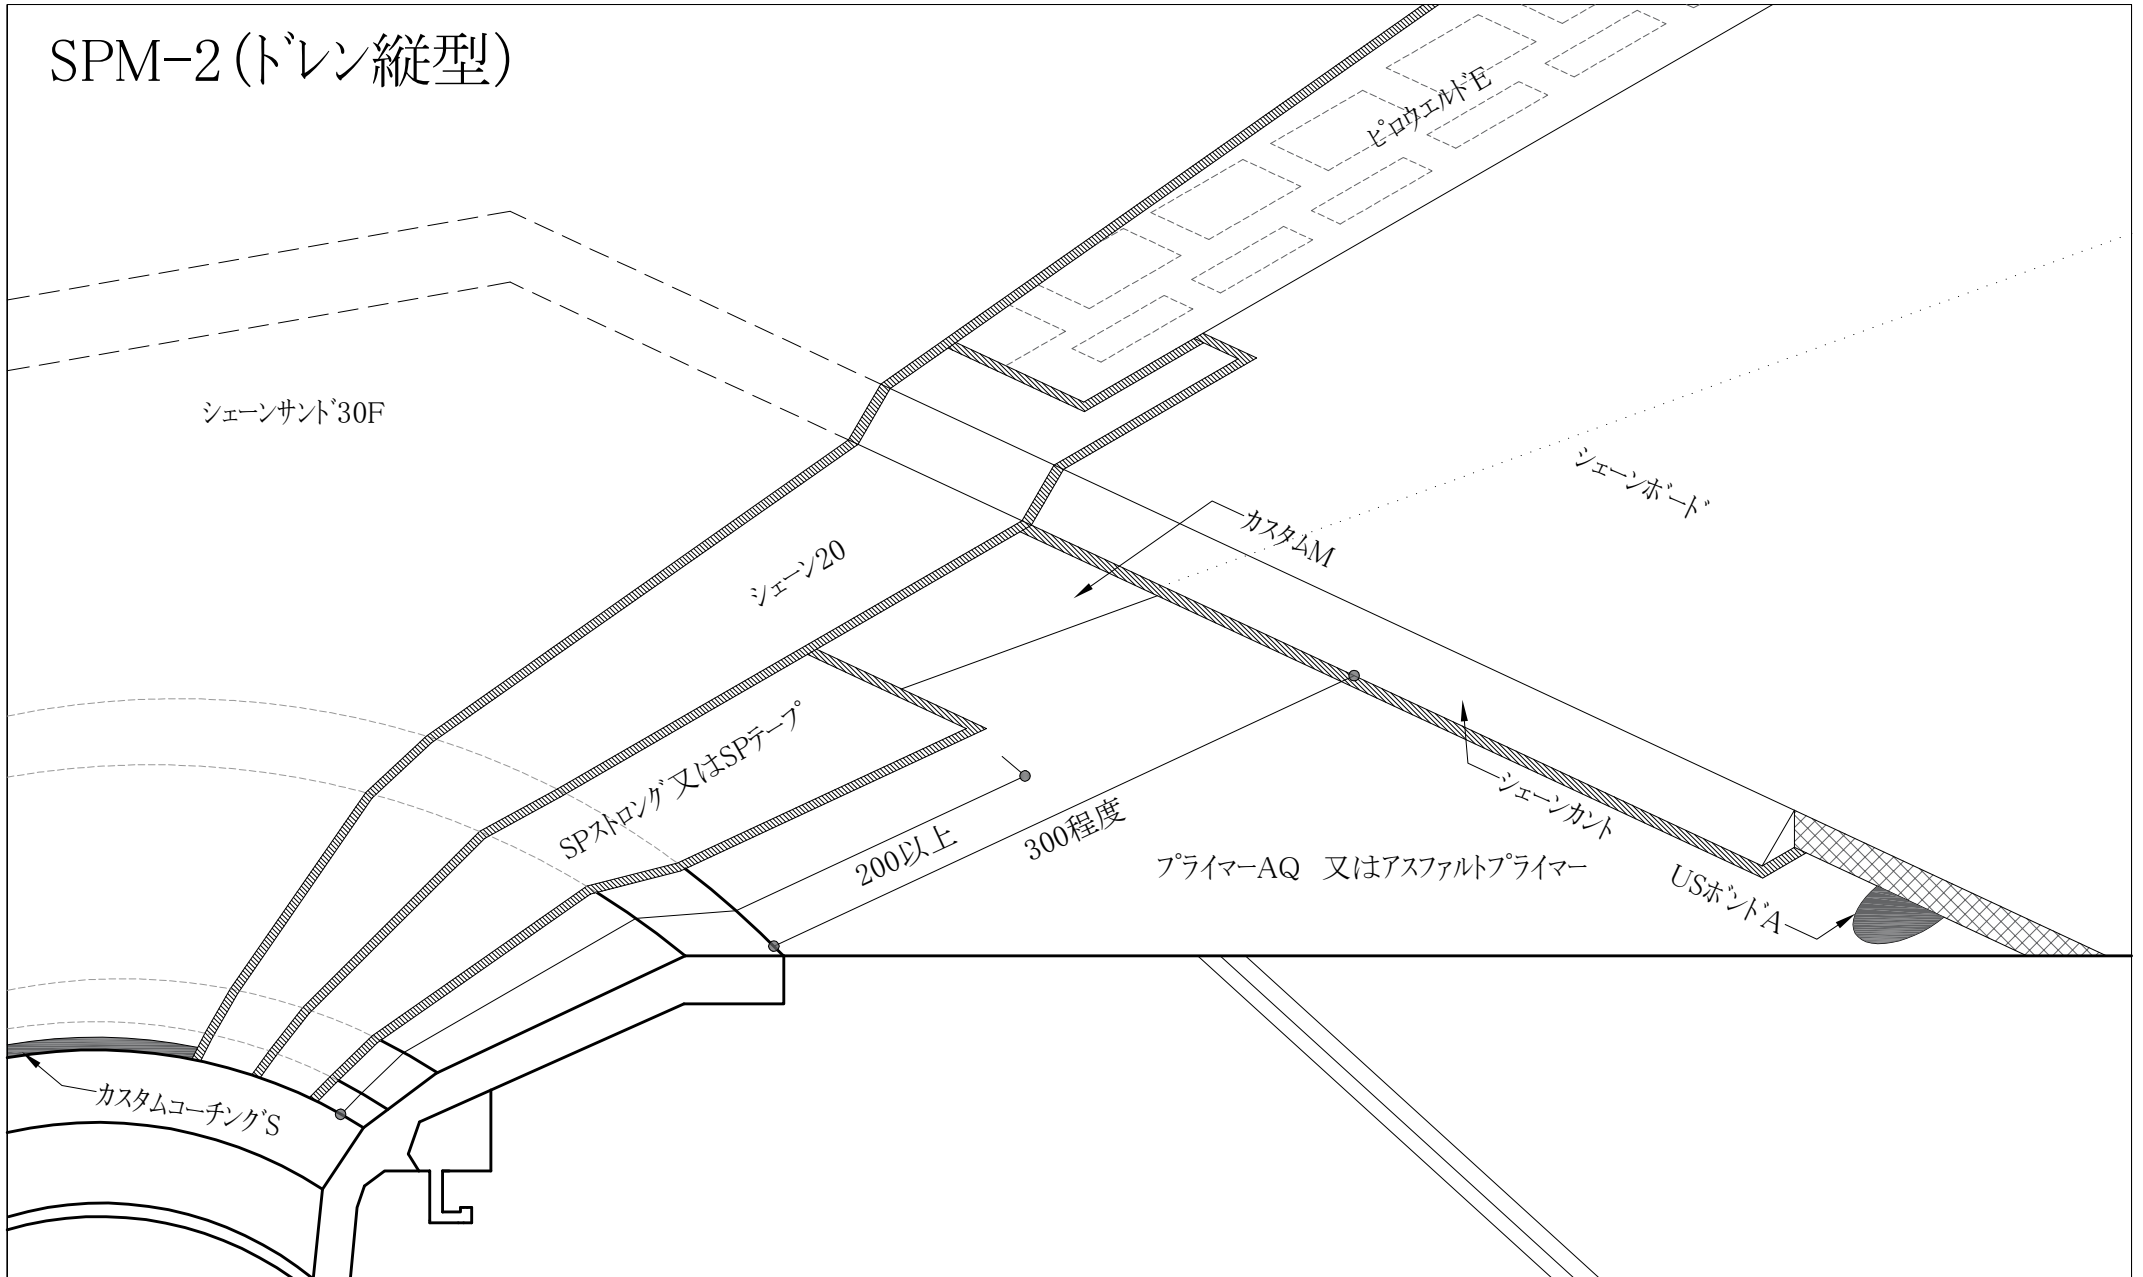 SPM-2(ﾄﾞﾚﾝ縦型)
ﾋﾟﾛｳｪﾙﾄﾞE
ｼｪｰﾝｻﾝﾄﾞ30F
ｼｪｰﾝﾎﾞｰﾄﾞ
ｶｽﾀﾑM
ｼｪｰﾝ20
SPｽﾄﾛﾝｸﾞ又はSPﾃｰﾌﾟ
200以上
300程度
ｼｪｰﾝｶﾝﾄ
ﾌﾟﾗｲﾏｰAQ　又はｱｽﾌｧﾙﾄﾌﾟﾗｲﾏｰ
USﾎﾞﾝﾄﾞA
ｶｽﾀﾑｺｰﾁﾝｸﾞS